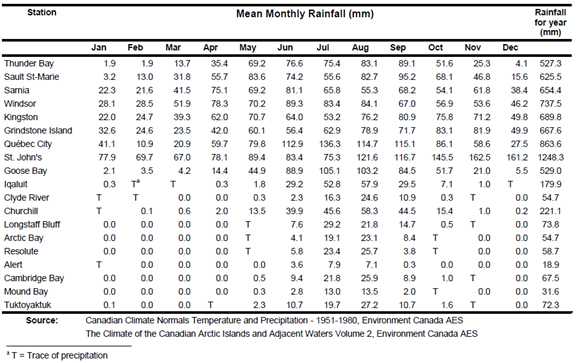 Station Mean Monthly Rainfall (mm) Rainfall for year (mm)
Jan Feb Mar Apr May Jun Jul Aug Sep Oct Nov Dec
Thunder Bay 1.9 1.9 13.7 35.4 69.2 76.6 75.4 83.1 89.1 51.6 25.3 4.1 527.3
Sault St-Marie 3.2 13.0 31.8 55.7 83.6 74.2 55.6 82.7 95.2 68.1 46.8 15.6 625.5
Sarnia 22.3 21.6 41.5 75.1 69.2 81.1 65.8 55.3 68.2 54.1 61.8 38.4 654.4
Windsor 28.1 28.5 51.9 78.3 70.2 89.3 83.4 84.1 67.0 56.9 53.6 46.2 737.5
Kingston 22.0 24.7 39.3 62.0 70.7 64.0 53.2 76.2 80.9 75.8 71.2 49.8 689.8
Grindstone Island 32.6 24.6 23.5 42.0 60.1 56.4 62.9 78.9 71.7 83.1 81.9 49.9 667.6
Québec City 41.1 10.9 20.9 59.7 79.8 112.9 136.3 114.7 115.1 86.1 58.6 27.5 863.6
St. John's 77.9 69.7 67.0 78.1 89.4 83.4 75.3 121.6 116.7 145.5 162.5 161.2 1248.3
Goose Bay 2.1 3.5 4.2 14.4 44.9 88.9 105.1 103.2 84.5 51.7 21.0 5.5 529.0
Iqaluit 0.3 Tª T 0.3 1.8 29.2 52.8 57.9 29.5 7.1 1.0 T 179.9
Clyde River T T 0.0 0.0 0.3 2.3 16.3 24.6 10.9 0.3 T 0.0 54.7
Churchill T 0.1 0.6 2.0 13.5 39.9 45.6 58.3 44.5 15.4 1.0 0.2 221.1
Longstaff Bluff 0.0 0.0 0.0 0.0 T 7.6 29.2 21.8 14.7 0.5 T 0.0 73.8
Arctic Bay 0.0 0.0 0.0 0.0 T 4.1 19.1 23.1 8.4 T 0.0 0.0 54.7
Resolute 0.0 0.0 0.0 0.0 T 5.8 23.4 25.7 3.8 T 0.0 0.0 58.7
Alert T 0.0 0.0 0.0 0.0 3.6 7.9 7.1 0.3 0.0 0.0 0.0 18.9
Cambridge Bay 0.0 0.0 0.0 0.0 0.5 9.4 21.8 25.9 8.9 1.0 T 0.0 67.5
Mound Bay 0.0 0.0 0.0 0.0 0.3 2.8 13.0 13.5 2.0 T 0.0 0.0 31.6
Tuktoyaktuk 0.1 0.0 0.0 T 2.3 10.7 19.7 27.2 10.7 1.6 T 0.0 72.3
Source: Canadian Climate Normals Temperature and Precipitation - 1951-1980, Environment Canada AES
The Climate of the Canadian Arctic Islands and Adjacent Waters Volume 2, Environment Canada AES
ª T = Trace of precipitation